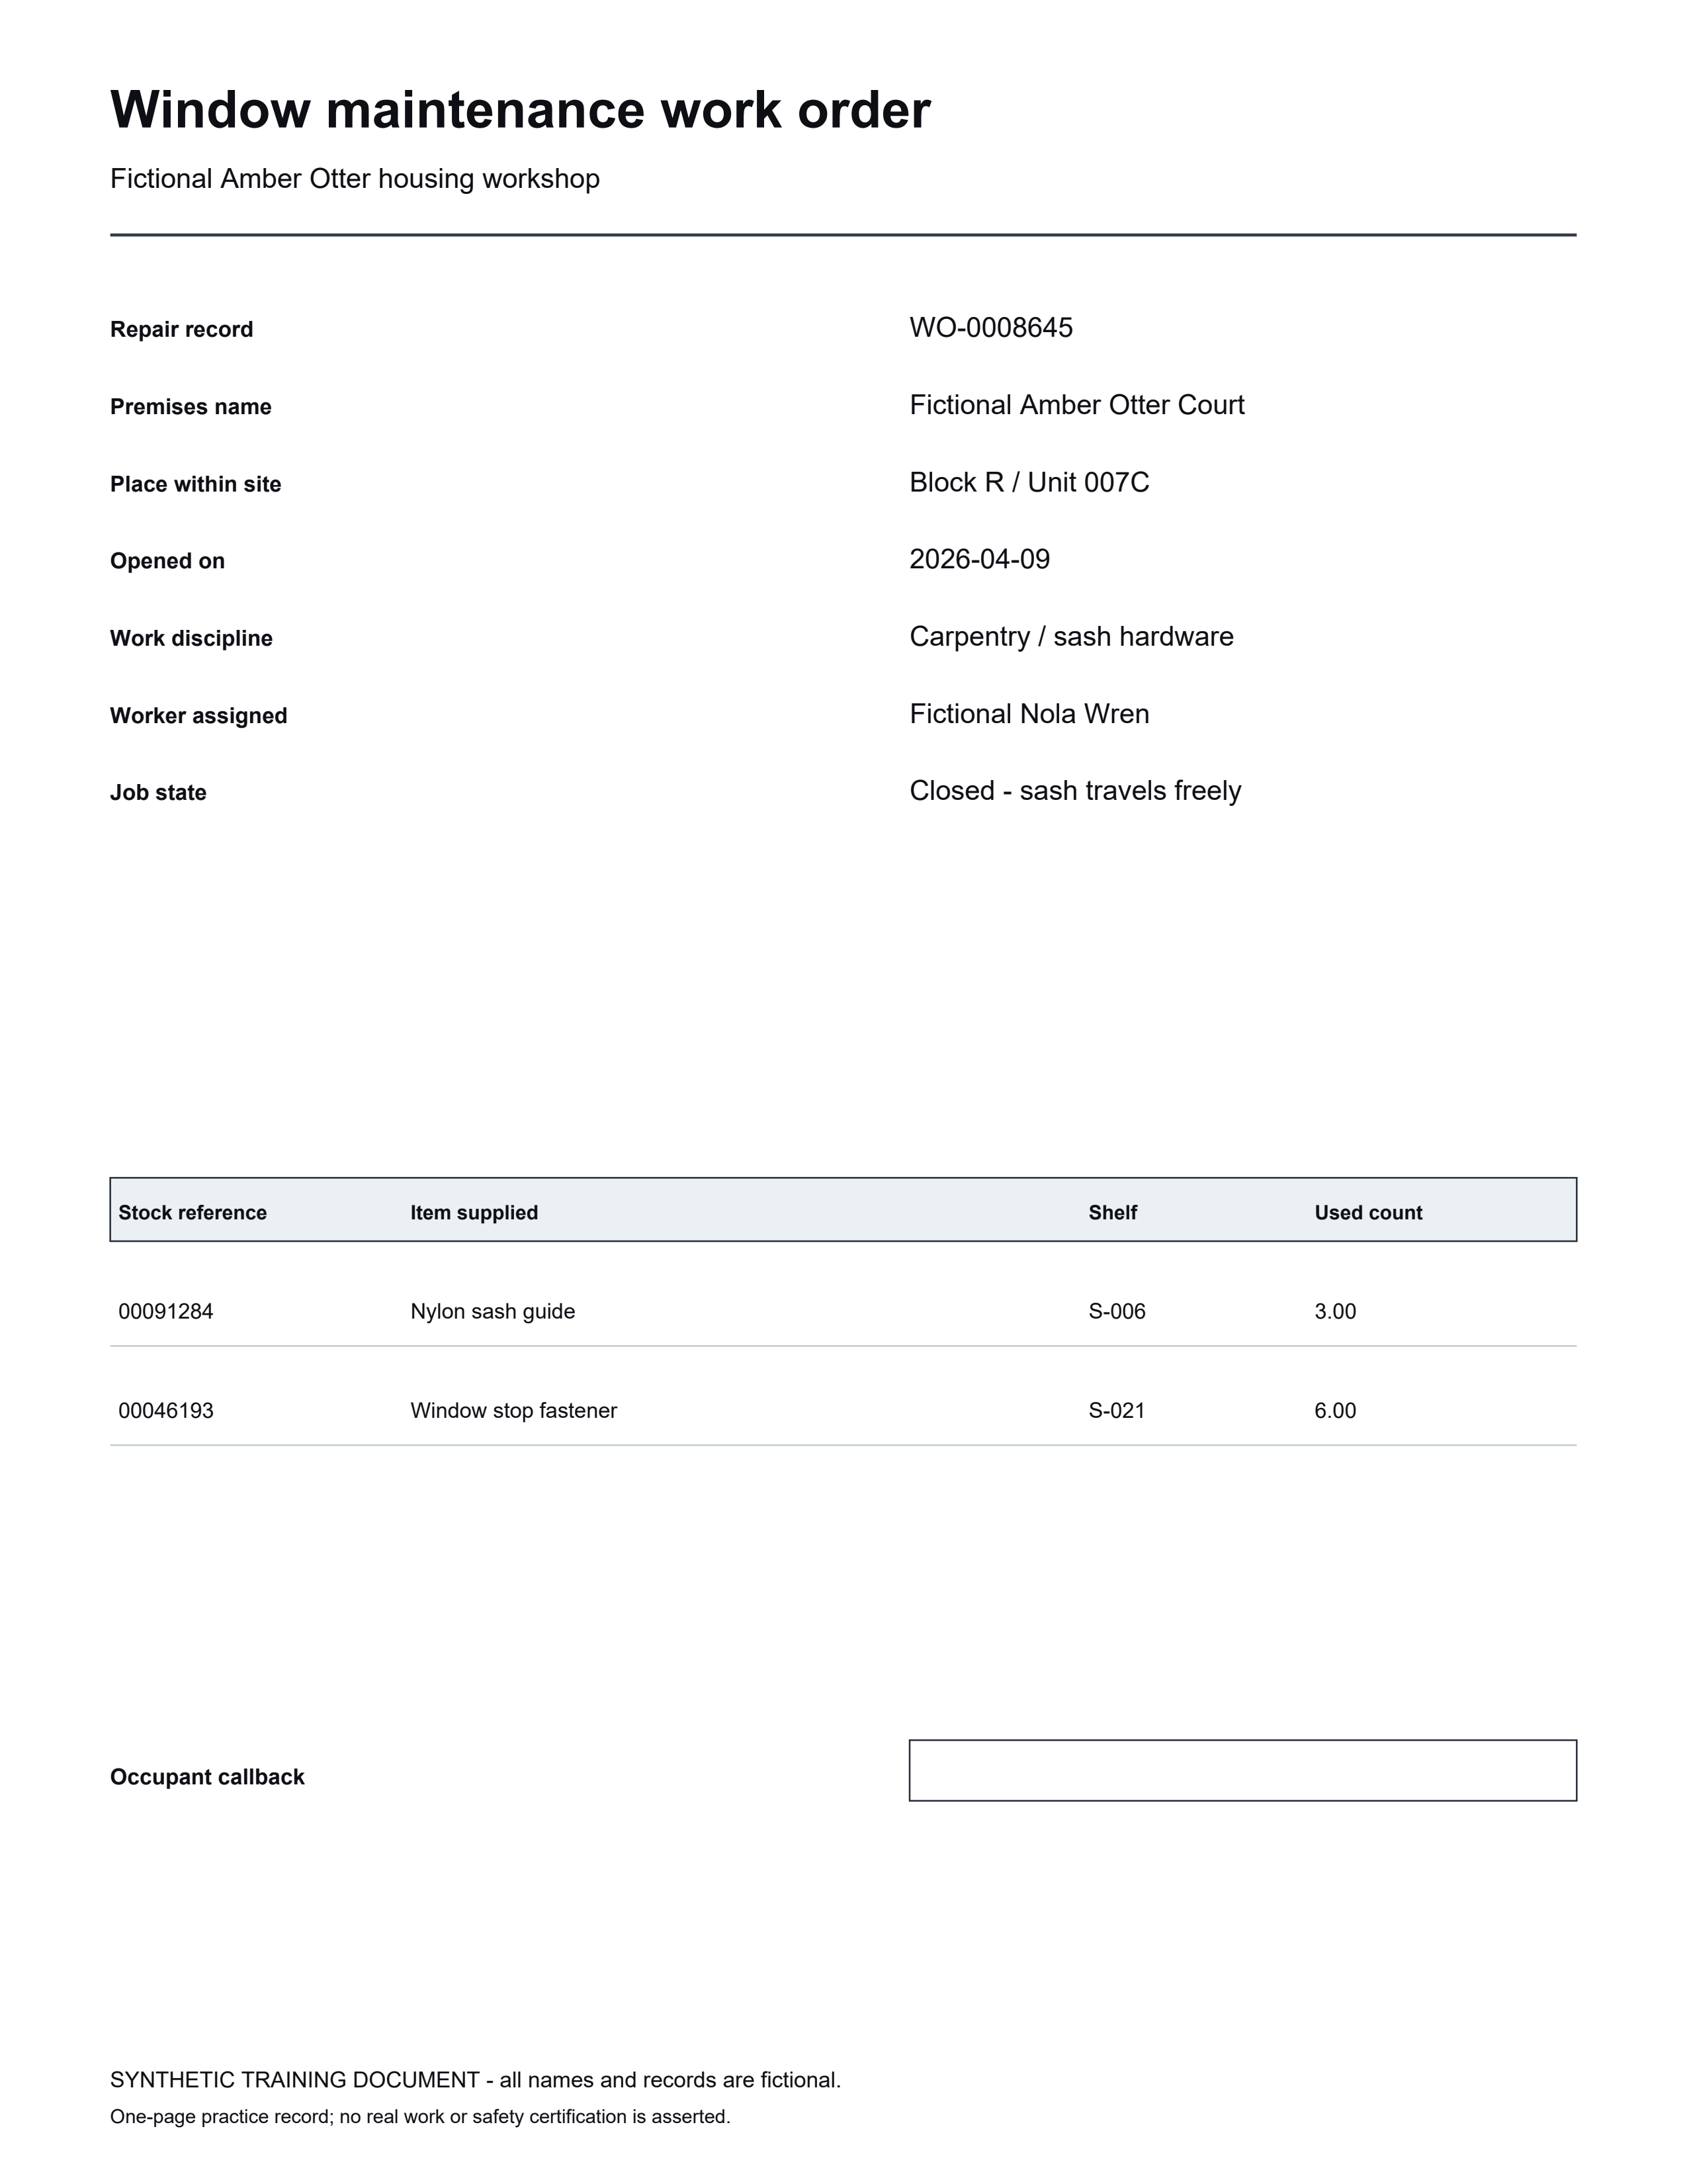 Window maintenance work order
Fictional Amber Otter housing workshop
Repair record WO-0008645
Premises name Fictional Amber Otter Court
Place within site Block R / Unit 007C
Opened on 2026-04-09
Work discipline Carpentry / sash hardware
Worker assigned Fictional Nola Wren
Job state Closed - sash travels freely
Stock reference Item supplied Shelf Used count
00091284 Nylon sash guide S-006 3.00
00046193 Window stop fastener S-021 6.00
Occupant callback
SYNTHETIC TRAINING DOCUMENT - all names and records are fictional.
One-page practice record; no real work or safety certification is asserted.